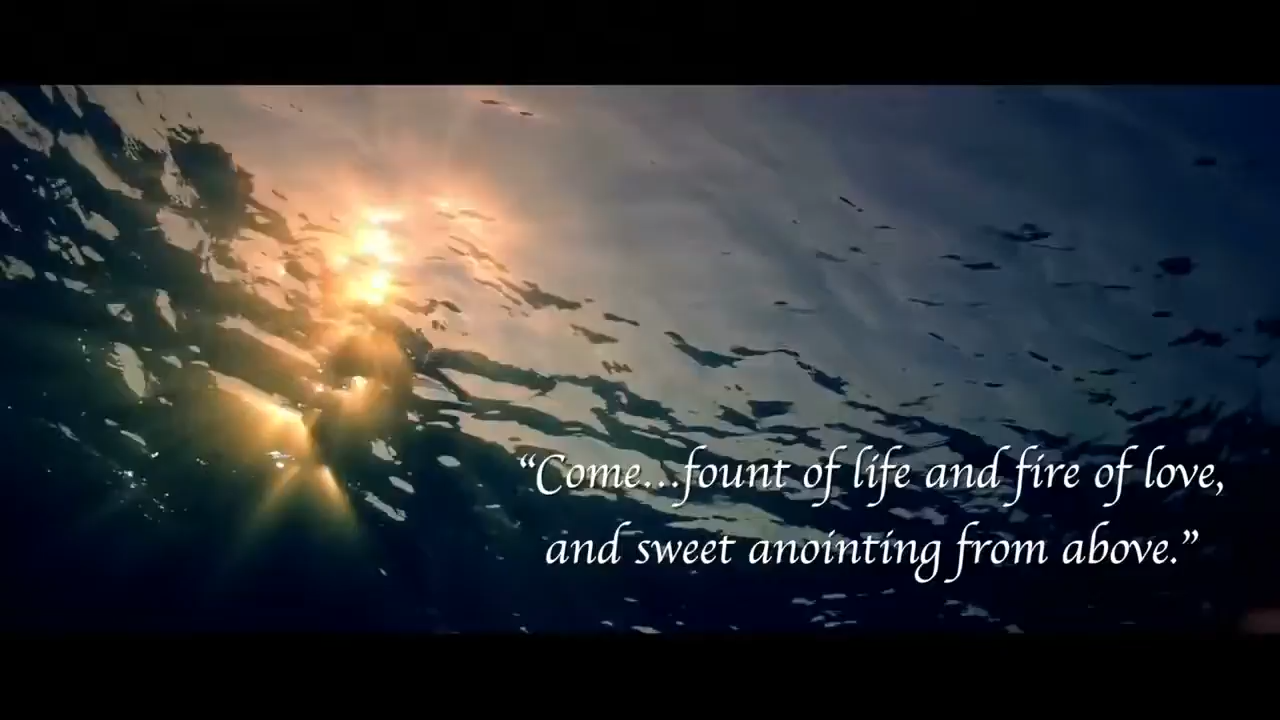 “Come...fount of life and fire of love,
and sweet anointing from above.”